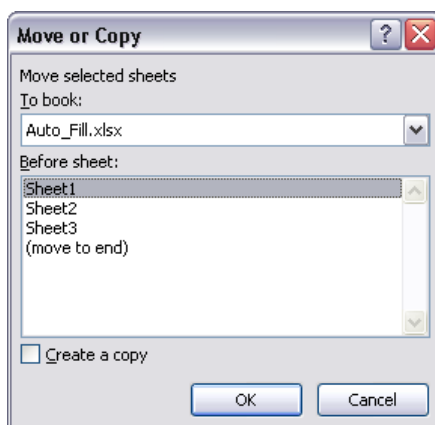 Move or Copy
Move selected sheets
To book:
Auto_Fill.xlsx
Before sheet:
Sheet1
Sheet2
Sheet3
(move to end)
Create a copy
OK Cancel